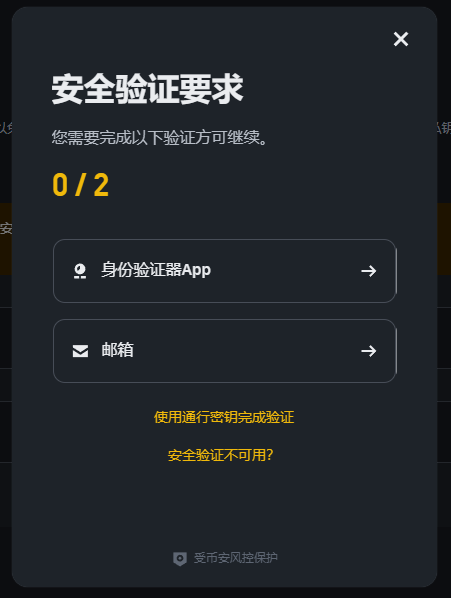 安全验证要求
您需要完成以下验证方可继续。
0 / 2
身份验证器App
邮箱
使用通行密钥完成验证
安全验证不可用?
受币安风控保护